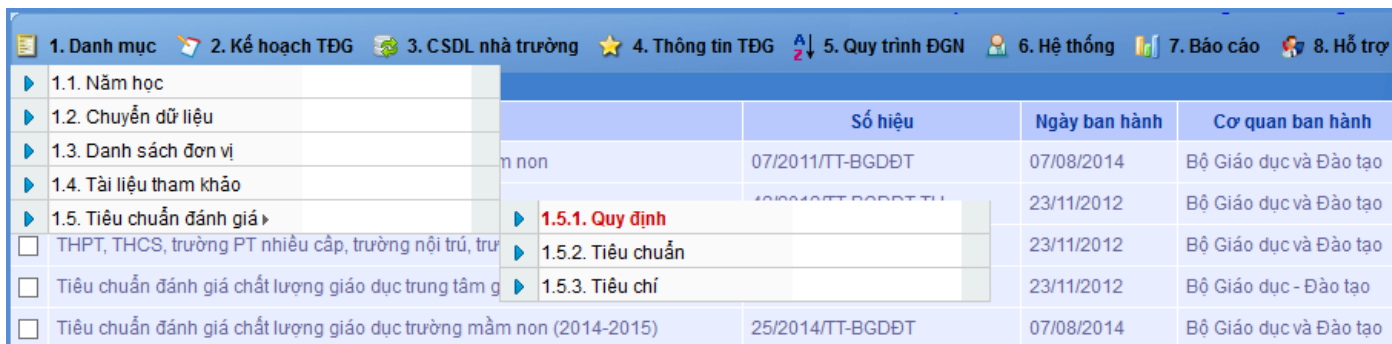 1. Danh mục 2. Kế hoạch TĐG 3. CSDL nhà trường 4. Thông tin TĐG 5. Quy trình ĐGN 6. Hệ thống 7. Báo cáo 8. Hỗ trợ
1.1. Năm học
1.2. Chuyển dữ liệu
Số hiệu Ngày ban hành Cơ quan ban hành
1.3. Danh sách đơn vị
non 07/2011/TT-BGDĐT 07/08/2014 Bộ Giáo dục và Đào tạo
1.4. Tài liệu tham khảo
23/11/2012 Bộ Giáo dục và Đào tạo
1.5. Tiêu chuẩn đánh giá
1.5.1. Quy định
THPT, THCS, trường PT nhiều cấp, trường nội trú, 23/11/2012 Bộ Giáo dục và Đào tạo
1.5.2. Tiêu chuẩn
Tiêu chuẩn đánh giá chất lượng giáo dục trung tâm 23/11/2012 Bộ Giáo dục - Đào tạo
1.5.3. Tiêu chí
Tiêu chuẩn đánh giá chất lượng giáo dục trường mầm non (2014-2015) 25/2014/TT-BGDĐT 07/08/2014 Bộ Giáo dục và Đào tạo